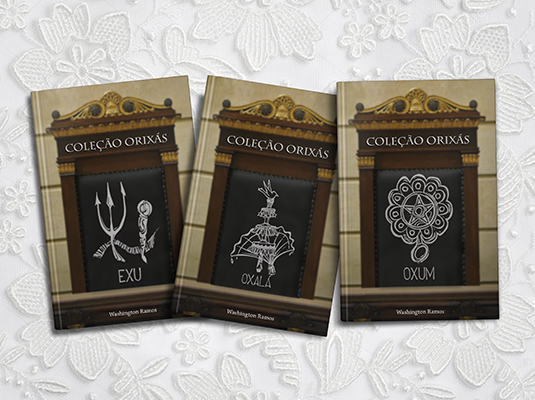 COLEÇÃO ORIXÁS
EXU
Washington Ramos
COLEÇÃO ORIXÁS
OXALÁ
Washington Ramos
COLEÇÃO ORIXÁS
OXUM
Washington Ramos